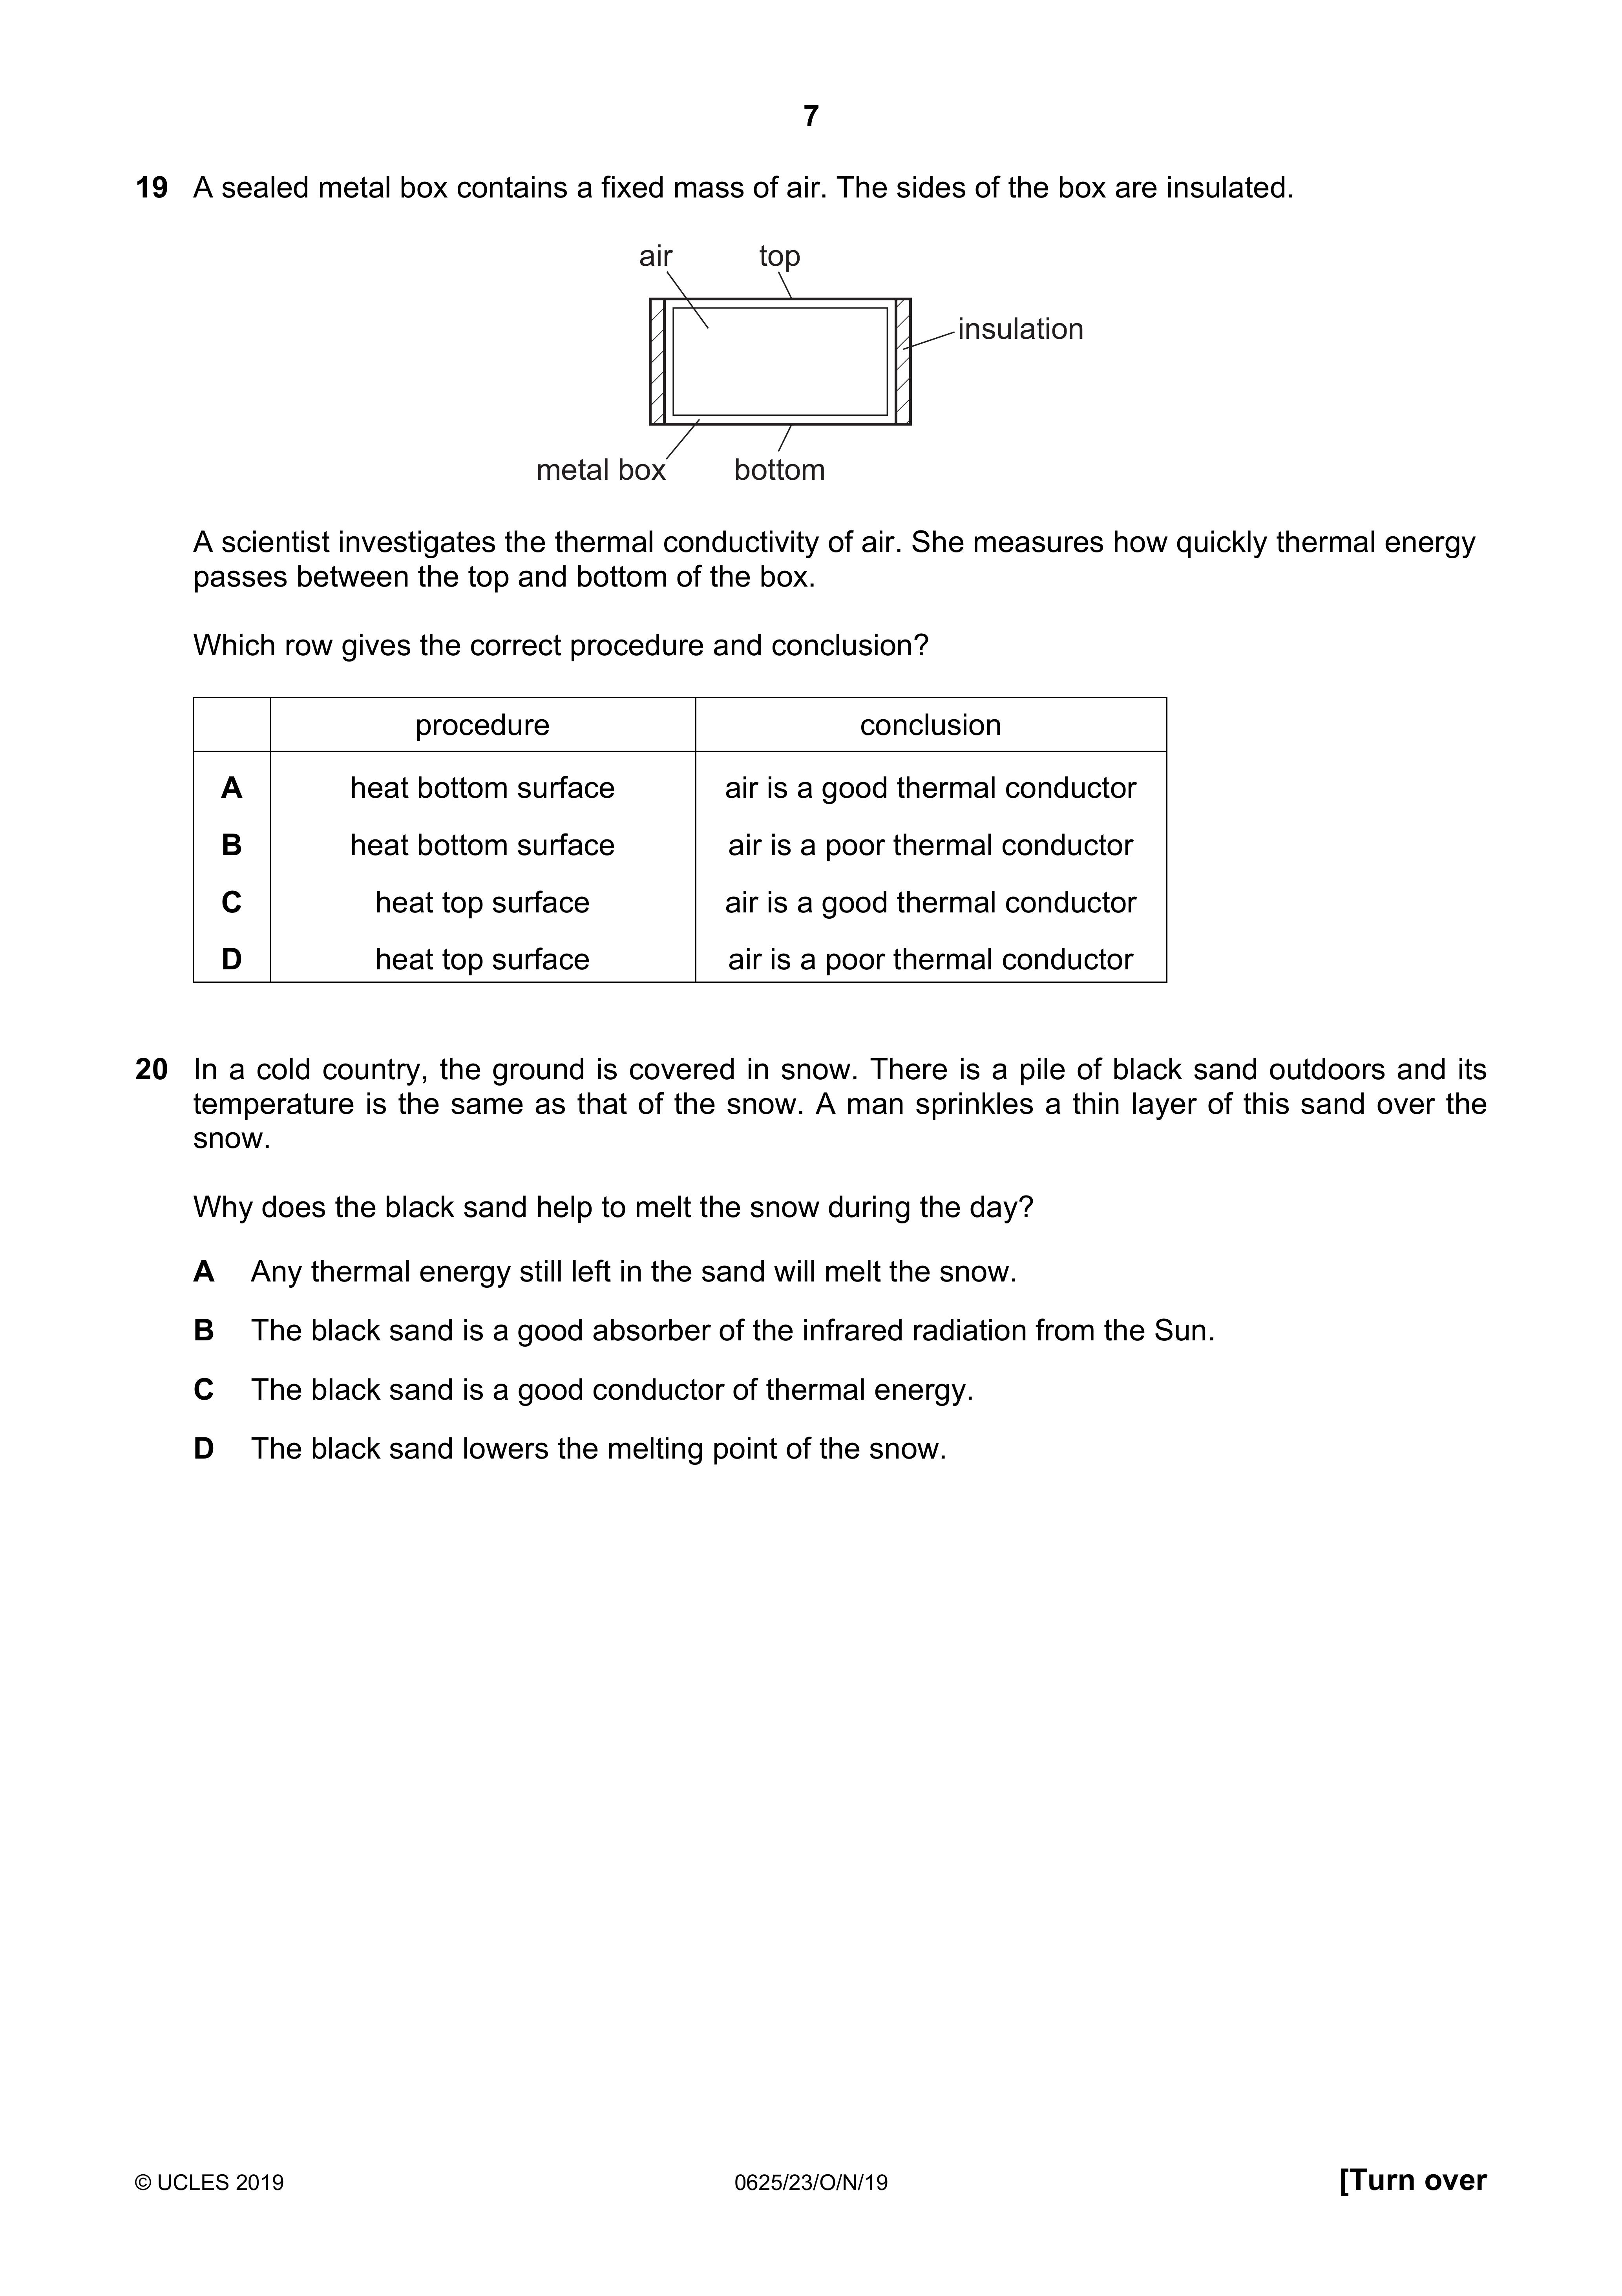 7
19 A sealed metal box contains a fixed mass of air. The sides of the box are insulated.
air top
insulation
metal box bottom
A scientist investigates the thermal conductivity of air. She measures how quickly thermal energy
passes between the top and bottom of the box.
Which row gives the correct procedure and conclusion?
procedure conclusion
A heat bottom surface air is a good thermal conductor
B heat bottom surface air is a poor thermal conductor
C heat top surface air is a good thermal conductor
D heat top surface air is a poor thermal conductor
20 In a cold country, the ground is covered in snow. There is a pile of black sand outdoors and its
temperature is the same as that of the snow. A man sprinkles a thin layer of this sand over the
snow.
Why does the black sand help to melt the snow during the day?
A Any thermal energy still left in the sand will melt the snow.
B The black sand is a good absorber of the infrared radiation from the Sun.
C The black sand is a good conductor of thermal energy.
D The black sand lowers the melting point of the snow.
© UCLES 2019 0625/23/O/N/19 [Turn over